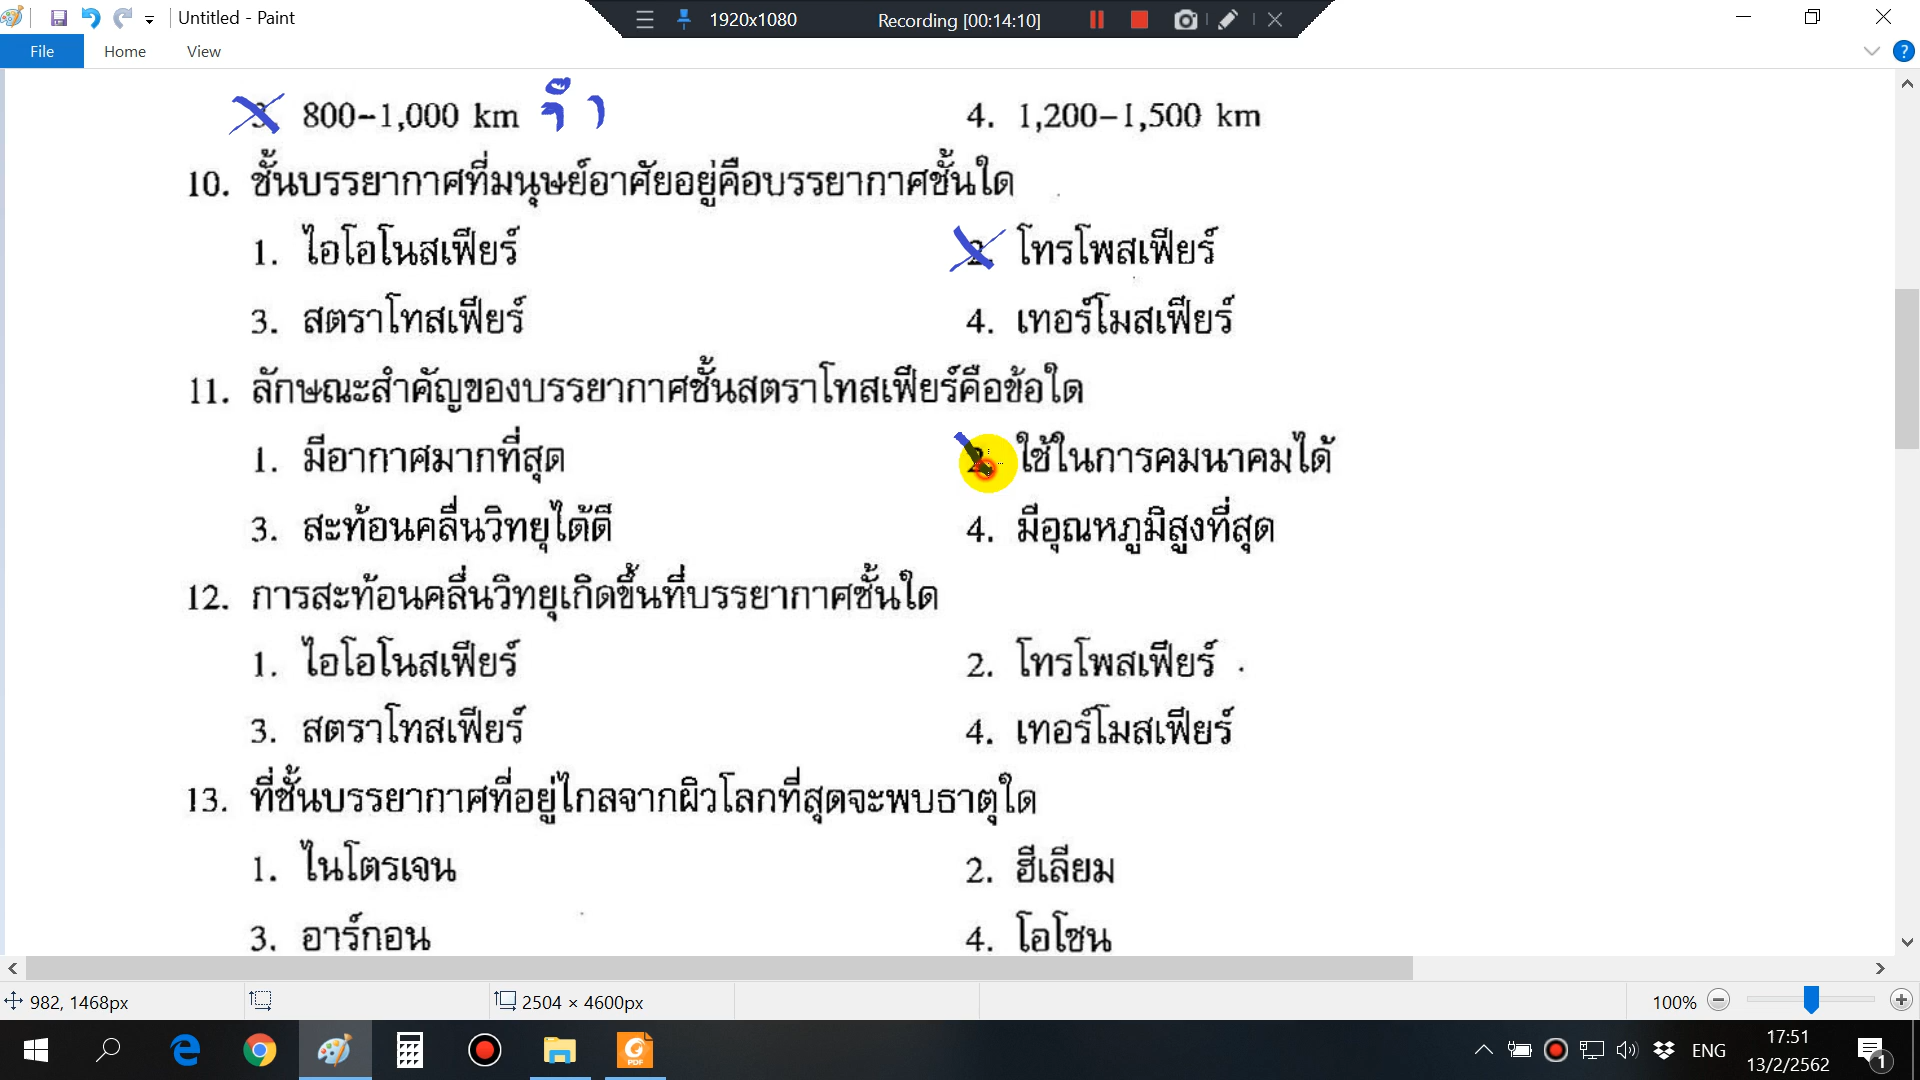 Untitled - Paint
1920x1080
Recording [00:14:10]
File Home View
800–1,000 km จำ
4. 1,200–1,500 km
10. ชั้นบรรยากาศที่มนุษย์อาศัยอยู่คือบรรยากาศชั้นใด
1. ไอโอโนสเฟียร์
2. โทรโพสเฟียร์
3. สตราโทสเฟียร์
4. เทอร์โมสเฟียร์
11. ลักษณะสำคัญของบรรยากาศชั้นสตราโทสเฟียร์คือข้อใด
1. มีอากาศมากที่สุด
2. ใช้ในการคมนาคมได้
3. สะท้อนคลื่นวิทยุได้ดี
4. มีอุณหภูมิสูงที่สุด
12. การสะท้อนคลื่นวิทยุเกิดขึ้นที่บรรยากาศชั้นใด
1. ไอโอโนสเฟียร์
2. โทรโพสเฟียร์
3. สตราโทสเฟียร์
4. เทอร์โมสเฟียร์
13. ที่ชั้นบรรยากาศที่อยู่ไกลจากผิวโลกที่สุดจะพบธาตุใด
1. ไนโตรเจน
2. ฮีเลียม
3. อาร์กอน
4. โอโซน
982, 1468px
2504 × 4600px
100%
PDF
ENG
17:51
13/2/2562
1